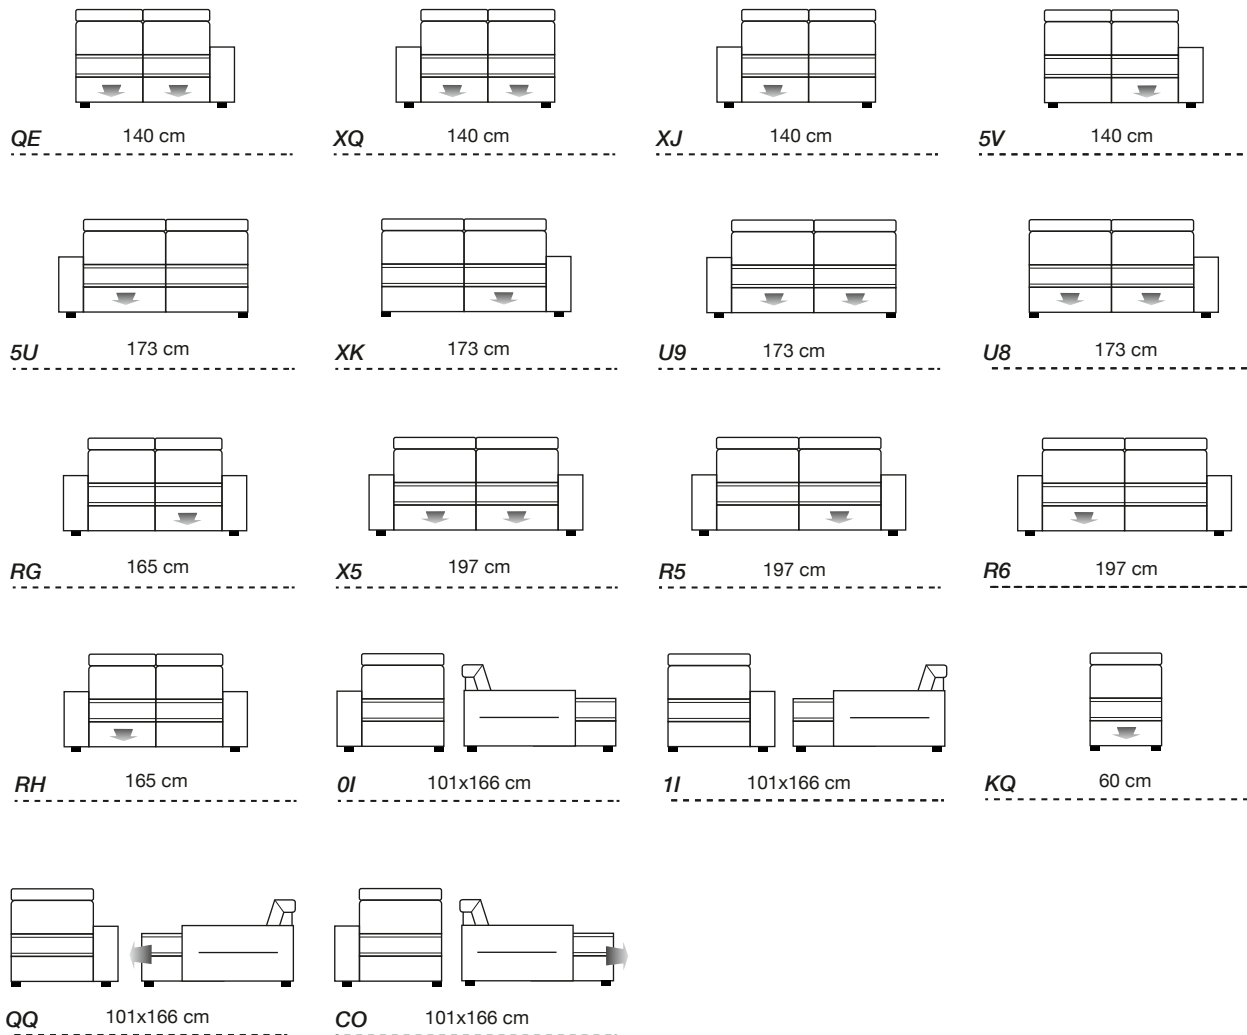 QE 140 cm
XQ 140 cm
XJ 140 cm
5V 140 cm
5U 173 cm
XK 173 cm
U9 173 cm
U8 173 cm
RG 165 cm
X5 197 cm
R5 197 cm
R6 197 cm
RH 165 cm
0I 101x166 cm
1I 101x166 cm
KQ 60 cm
QQ 101x166 cm
CO 101x166 cm